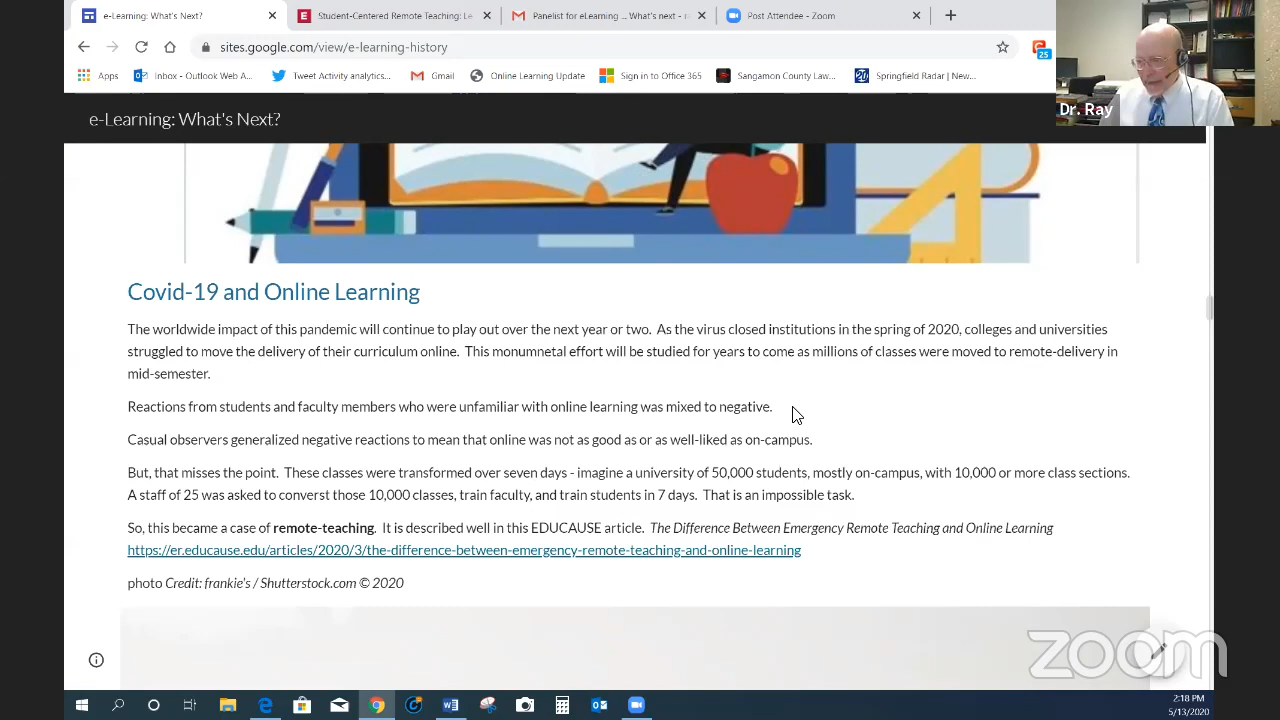 e-Learning: What's Next?
Student-Centered Remote Teaching: Le
Panelist for eLearning ... What's next - r
Post Attendee - Zoom
sites.google.com/view/e-learning-history
25
Apps
Inbox - Outlook Web A...
Tweet Activity analytics...
Gmail
Online Learning Update
Sign in to Office 365
Sangamon County Law...
20
Springfield Radar | New...
Dr. Ray
e-Learning: What's Next?
Covid-19 and Online Learning
The worldwide impact of this pandemic will continue to play out over the next year or two. As the virus closed institutions in the spring of 2020, colleges and universities
struggled to move the delivery of their curriculum online. This monumnetal effort will be studied for years to come as millions of classes were moved to remote-delivery in
mid-semester.
Reactions from students and faculty members who were unfamiliar with online learning was mixed to negative.
Casual observers generalized negative reactions to mean that online was not as good as or as well-liked as on-campus.
But, that misses the point. These classes were transformed over seven days - imagine a university of 50,000 students, mostly on-campus, with 10,000 or more class sections.
A staff of 25 was asked to converst those 10,000 classes, train faculty, and train students in 7 days. That is an impossible task.
So, this became a case of remote-teaching. It is described well in this EDUCAUSE article. The Difference Between Emergency Remote Teaching and Online Learning
https://er.educause.edu/articles/2020/3/the-difference-between-emergency-remote-teaching-and-online-learning
photo Credit: frankie's / Shutterstock.com © 2020
zoom
2:18 PM
5/13/2020